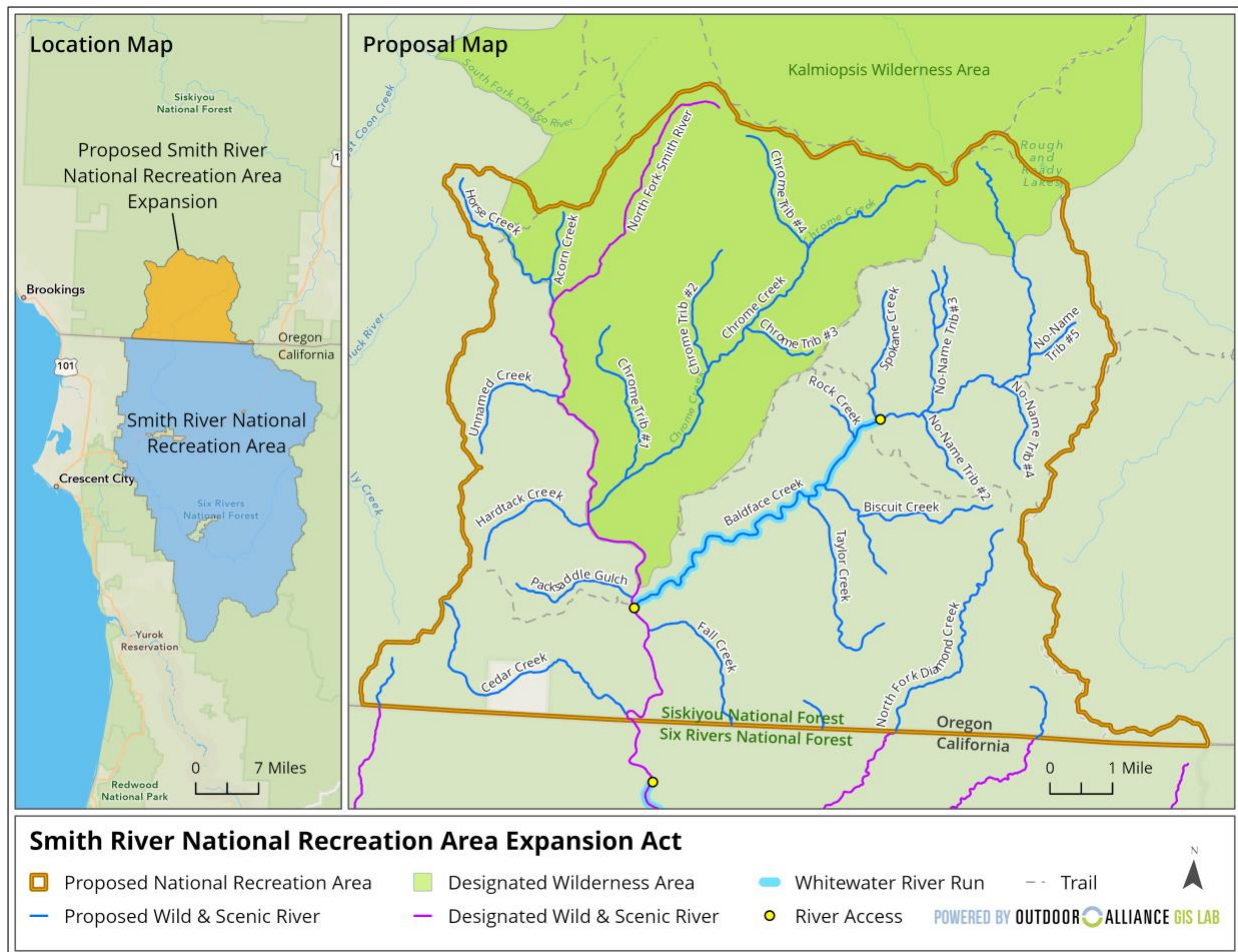 Location Map
Siskiyou
National Forest
Proposed Smith River
National Recreation Area
Expansion
Brookings
Oregon
California
101
1
Smith River National
Recreation Area
Crescent City
Six Rivers
National Forest
Yurok
Reservation
Redwood
National Park
0 7 Miles
Proposal Map
Kalmiopsis Wilderness Area
South Fork Chetco River
st Coon Creek
Rough
and
Ready
Lakes
North Fork Smith River
Chrome Trib #4
Chrome Creek
Horse Creek
Acorn Creek
Chrome Trib #2
Chrome Creek
Chrome Trib #3
Spokane Creek
No-Name Trib #3
No-Name
Trib #5
uck River
Unnamed Creek
Chrome Trib #1
Chrome Creek
Rock Creek
No-Name Trib #4
No-Name Trib #2
ly Creek
Hardtack Creek
Baldface Creek
Biscuit Creek
Taylor Creek
Packsaddle Gulch
Fall Creek
Cedar Creek
North Fork Diamond Creek
Siskiyou National Forest
Six Rivers National Forest
Oregon
California
0 1 Mile
Smith River National Recreation Area Expansion Act
N
Proposed National Recreation Area
Designated Wilderness Area
Whitewater River Run
Trail
Proposed Wild & Scenic River
Designated Wild & Scenic River
River Access
POWERED BY OUTDOOR ALLIANCE GIS LAB